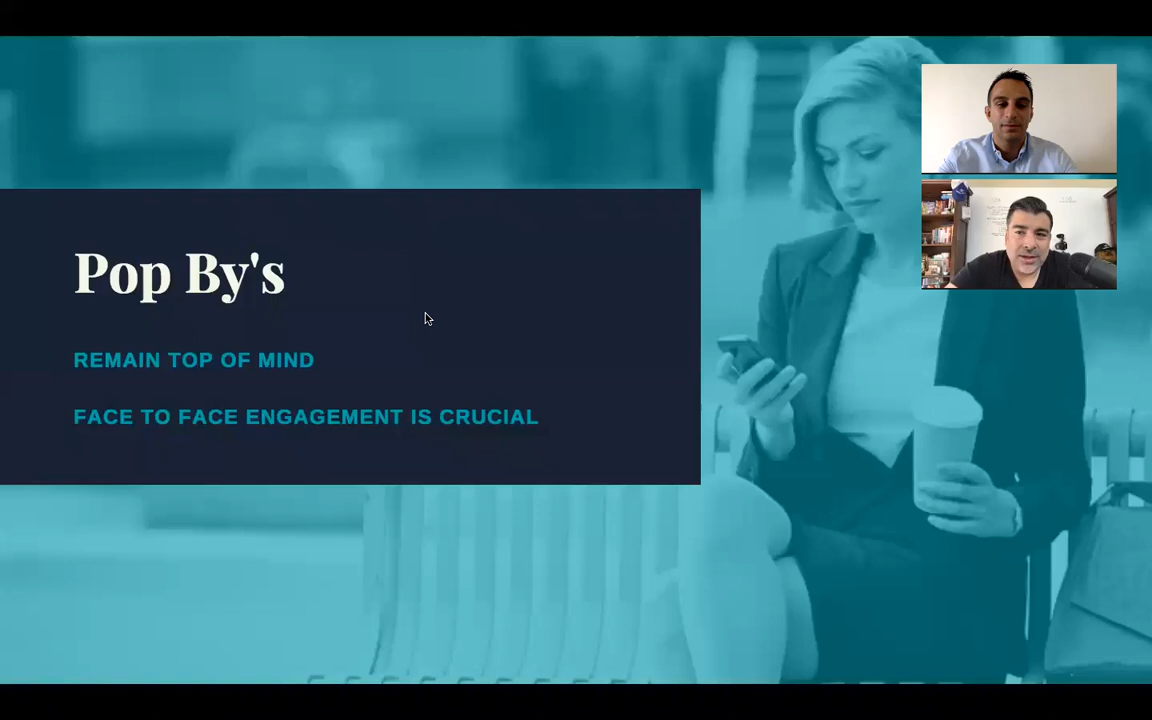 Pop By's
REMAIN TOP OF MIND
FACE TO FACE ENGAGEMENT IS CRUCIAL